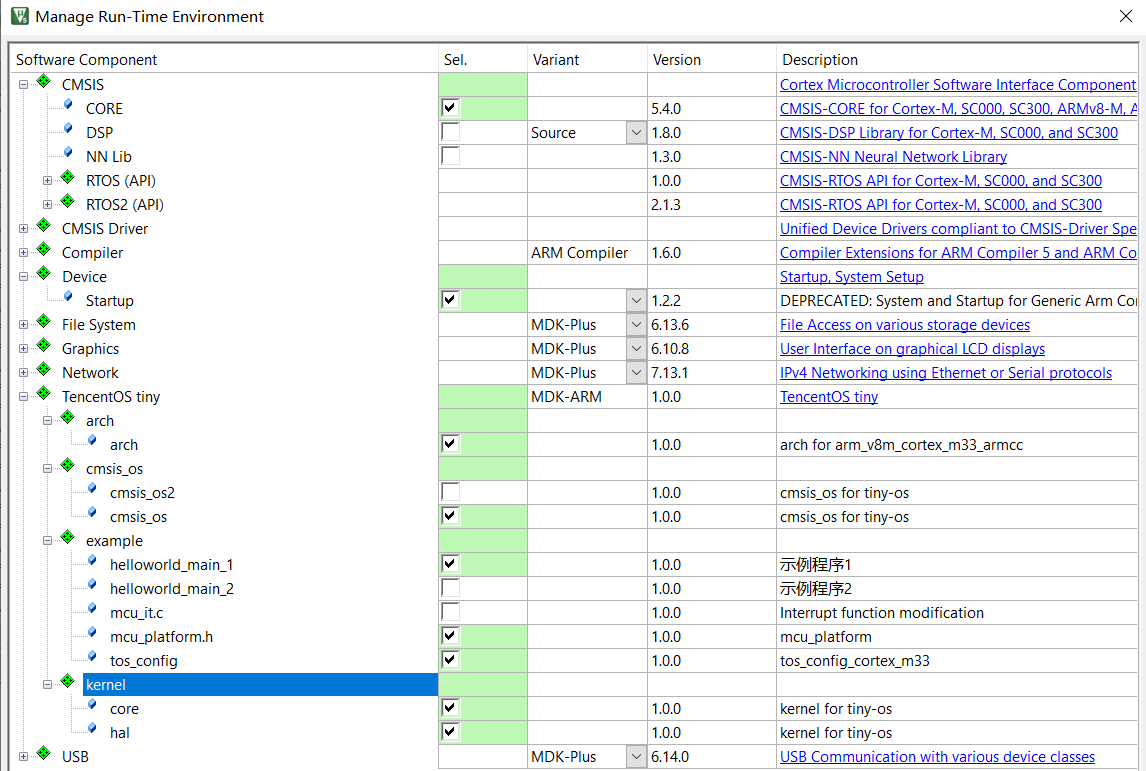 Manage Run-Time Environment
Software Component Sel. Variant Version Description
CMSIS Cortex Microcontroller Software Interface Component
CORE 5.4.0 CMSIS-CORE for Cortex-M, SC000, SC300, ARMv8-M, A
DSP Source 1.8.0 CMSIS-DSP Library for Cortex-M, SC000, and SC300
NN Lib 1.3.0 CMSIS-NN Neural Network Library
RTOS (API) 1.0.0 CMSIS-RTOS API for Cortex-M, SC000, and SC300
RTOS2 (API) 2.1.3 CMSIS-RTOS API for Cortex-M, SC000, and SC300
CMSIS Driver Unified Device Drivers compliant to CMSIS-Driver Spe
Compiler ARM Compiler 1.6.0 Compiler Extensions for ARM Compiler 5 and ARM Co
Device Startup, System Setup
Startup 1.2.2 DEPRECATED: System and Startup for Generic Arm Cor
File System MDK-Plus 6.13.6 File Access on various storage devices
Graphics MDK-Plus 6.10.8 User Interface on graphical LCD displays
Network MDK-Plus 7.13.1 IPv4 Networking using Ethernet or Serial protocols
TencentOS tiny MDK-ARM 1.0.0 TencentOS tiny
arch
arch 1.0.0 arch for arm_v8m_cortex_m33_armcc
cmsis_os
cmsis_os2 1.0.0 cmsis_os for tiny-os
cmsis_os 1.0.0 cmsis_os for tiny-os
example
helloworld_main_1 1.0.0 示例程序1
helloworld_main_2 1.0.0 示例程序2
mcu_it.c 1.0.0 Interrupt function modification
mcu_platform.h 1.0.0 mcu_platform
tos_config 1.0.0 tos_config_cortex_m33
kernel
core 1.0.0 kernel for tiny-os
hal 1.0.0 kernel for tiny-os
USB MDK-Plus 6.14.0 USB Communication with various device classes